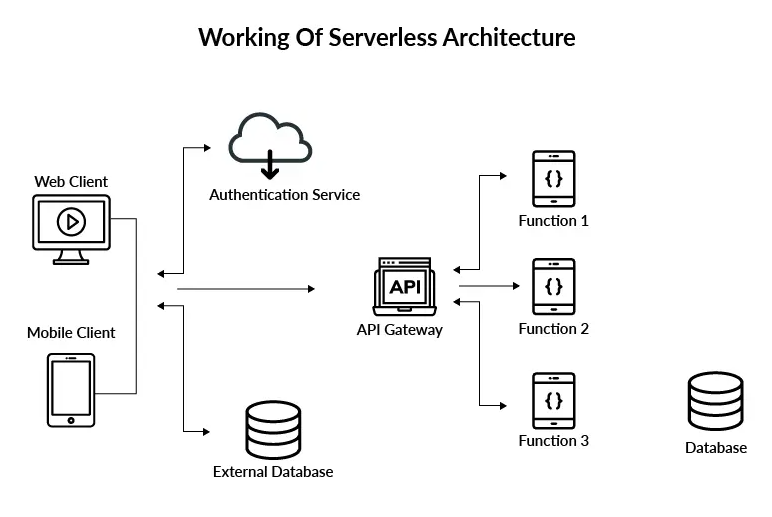 Working Of Serverless Architecture
Web Client
Authentication Service
Mobile Client
External Database
API
API Gateway
{}
Function 1
{}
Function 2
{}
Function 3
Database